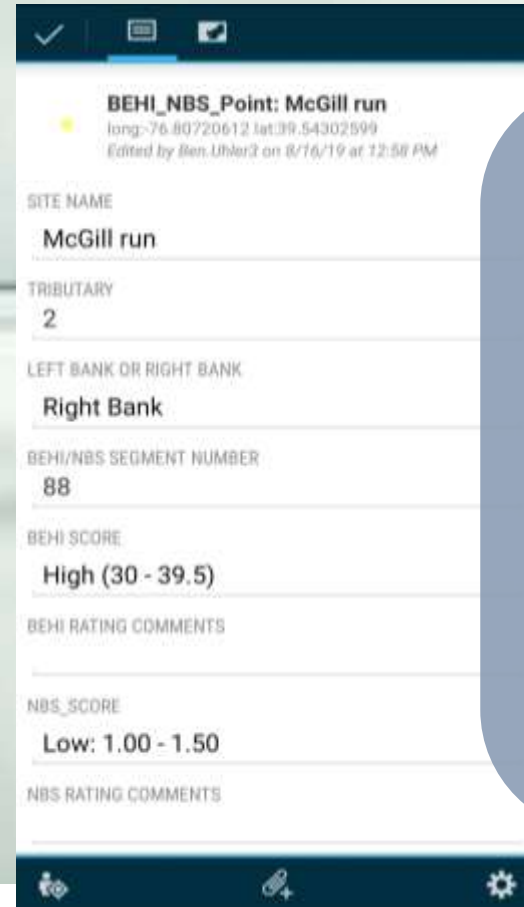 BEHI_NBS_Point: McGill run
long:-76.80720612 lat:39.54302599
Edited by Ben.Uhler3 on 8/16/19 at 12:58 PM
SITE NAME
McGill run
TRIBUTARY
2
LEFT BANK OR RIGHT BANK
Right Bank
BEHI/NBS SEGMENT NUMBER
88
BEHI SCORE
High (30 - 39.5)
BEHI RATING COMMENTS
NBS_SCORE
Low: 1.00 - 1.50
NBS RATING COMMENTS